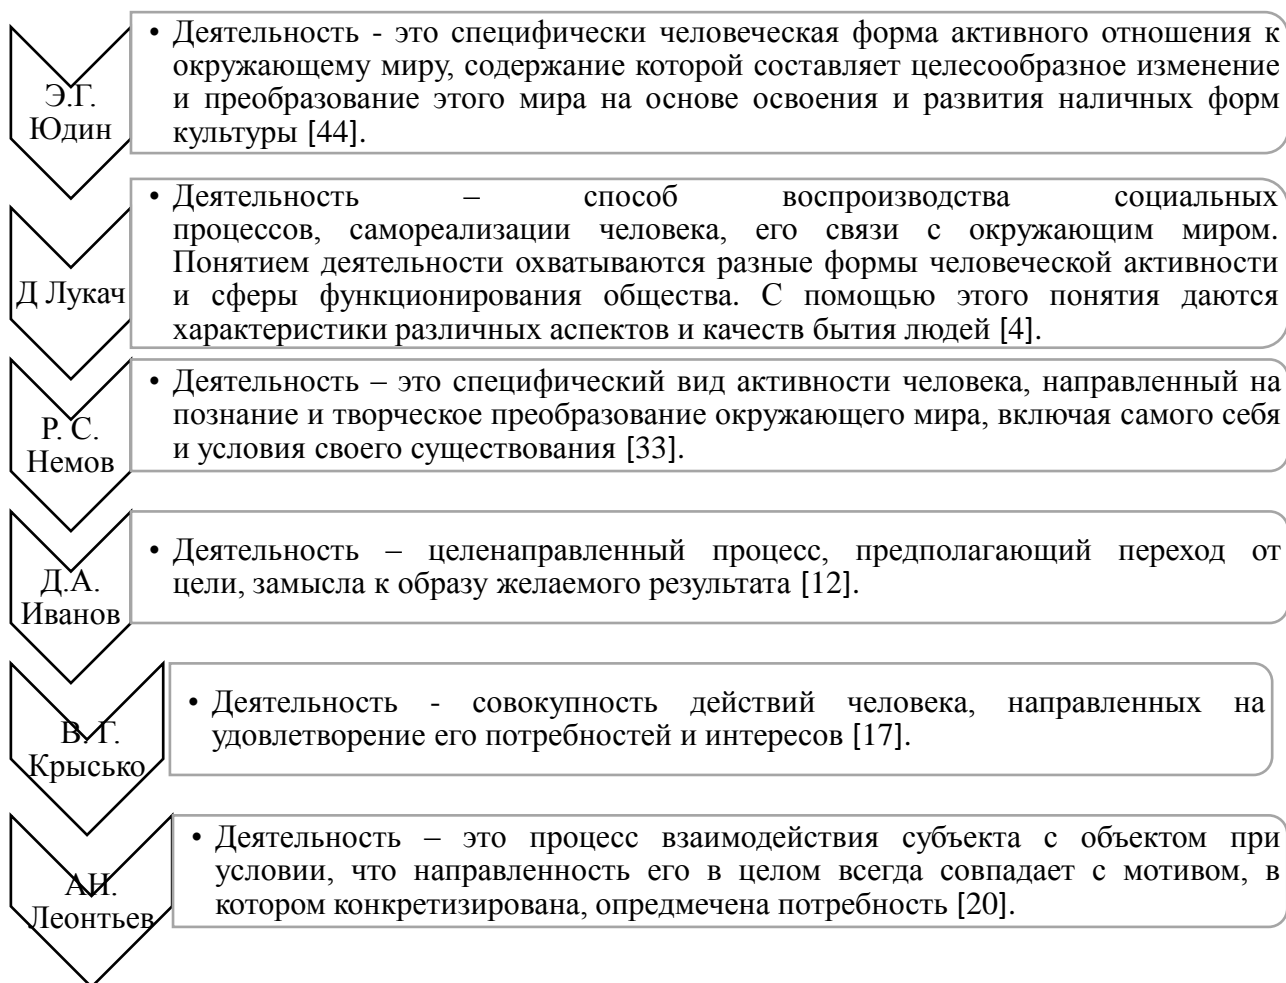 Э.Г.
Юдин
• Деятельность - это специфически человеческая форма активного отношения к
окружающему миру, содержание которой составляет целесообразное изменение
и преобразование этого мира на основе освоения и развития наличных форм
культуры [44].
Д Лукач
• Деятельность – способ воспроизводства социальных
процессов, самореализации человека, его связи с окружающим миром.
Понятием деятельности охватываются разные формы человеческой активности
и сферы функционирования общества. С помощью этого понятия даются
характеристики различных аспектов и качеств бытия людей [4].
Р. С.
Немов
• Деятельность – это специфический вид активности человека, направленный на
познание и творческое преобразование окружающего мира, включая самого себя
и условия своего существования [33].
Д.А.
Иванов
• Деятельность – целенаправленный процесс, предполагающий переход от
цели, замысла к образу желаемого результата [12].
В. Г.
Крысько
• Деятельность - совокупность действий человека, направленных на
удовлетворение его потребностей и интересов [17].
АН.
Леонтьев
• Деятельность – это процесс взаимодействия субъекта с объектом при
условии, что направленность его в целом всегда совпадает с мотивом, в
котором конкретизирована, опредмечена потребность [20].